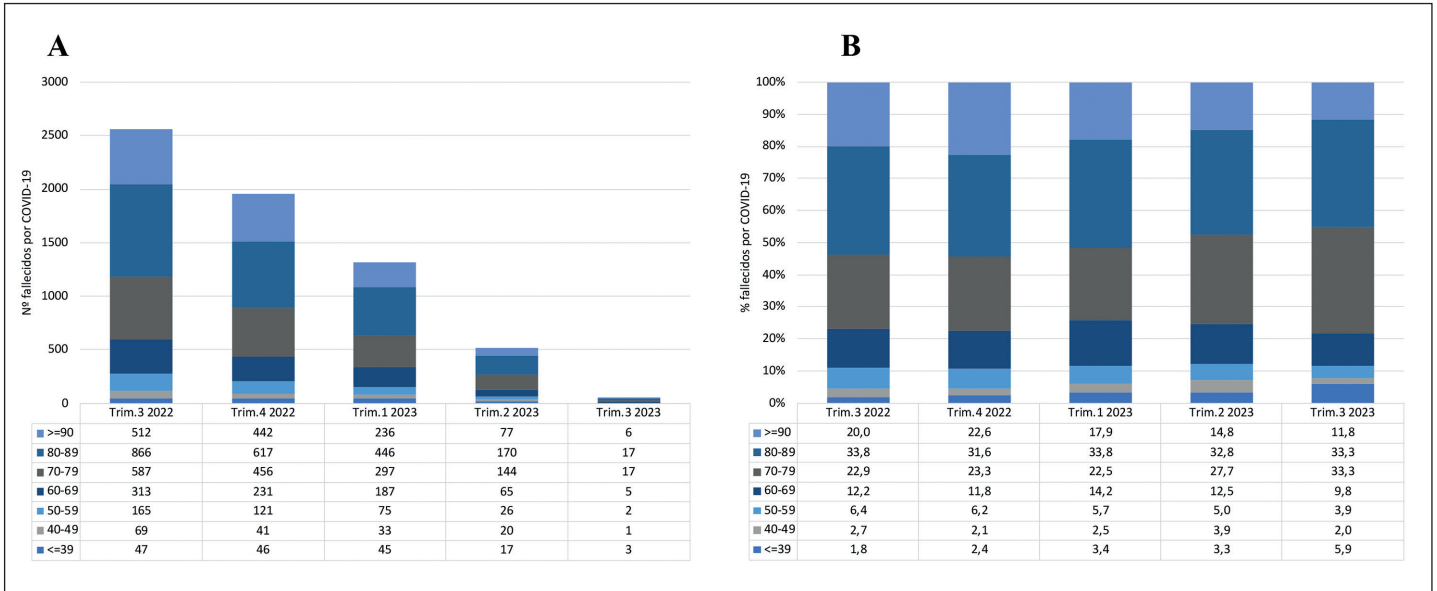 A
Nº fallecidos por COVID-19
3000
2500
2000
1500
1000
500
0
Trim.3 2022 Trim.4 2022 Trim.1 2023 Trim.2 2023 Trim.3 2023
>=90 512 442 236 77 6
80-89 866 617 446 170 17
70-79 587 456 297 144 17
60-69 313 231 187 65 5
50-59 165 121 75 26 2
40-49 69 41 33 20 1
<=39 47 46 45 17 3
B
% fallecidos por COVID-19
100%
90%
80%
70%
60%
50%
40%
30%
20%
10%
0%
Trim.3 2022 Trim.4 2022 Trim.1 2023 Trim.2 2023 Trim.3 2023
>=90 20,0 22,6 17,9 14,8 11,8
80-89 33,8 31,6 33,8 32,8 33,3
70-79 22,9 23,3 22,5 27,7 33,3
60-69 12,2 11,8 14,2 12,5 9,8
50-59 6,4 6,2 5,7 5,0 3,9
40-49 2,7 2,1 2,5 3,9 2,0
<=39 1,8 2,4 3,4 3,3 5,9